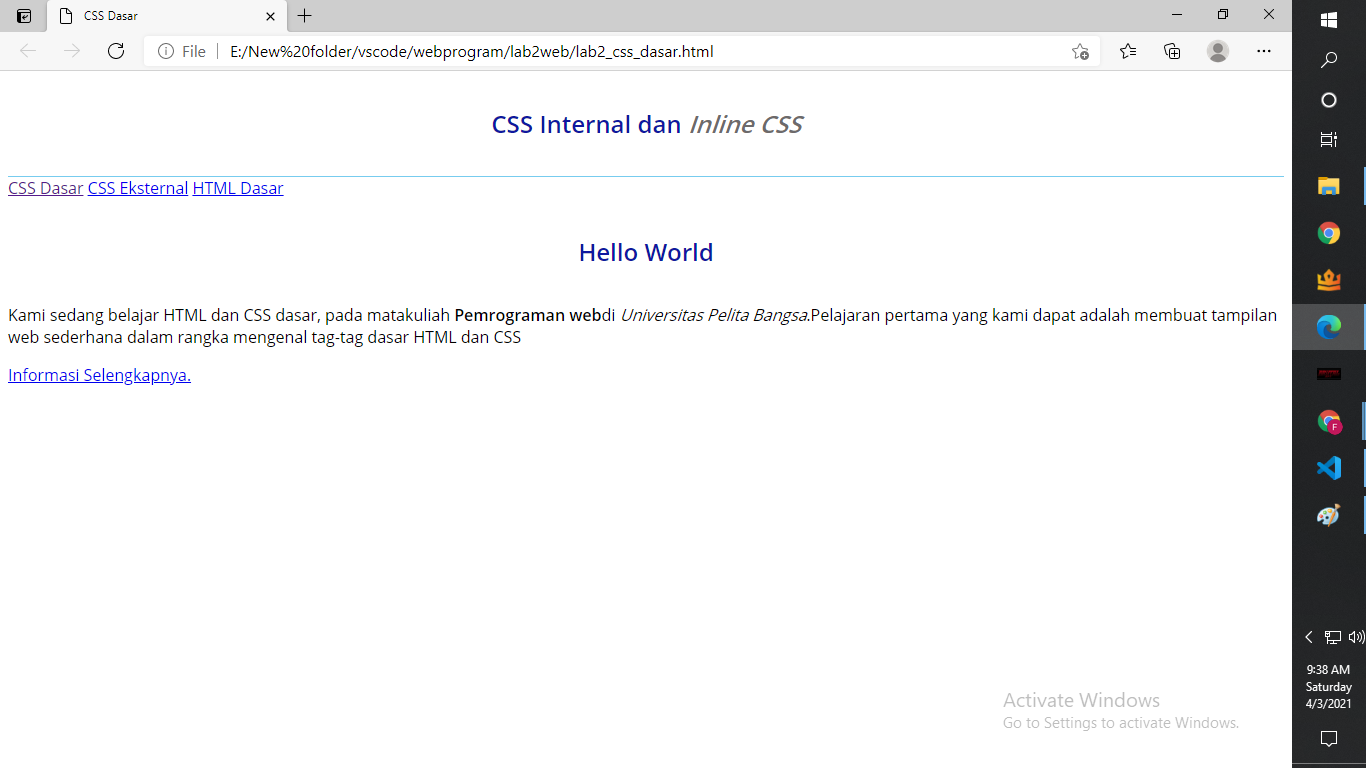 CSS Dasar
File
E:/New%20folder/vscode/webprogram/lab2web/lab2_css_dasar.html
CSS Internal dan Inline CSS
CSS Dasar CSS Eksternal HTML Dasar
Hello World
Kami sedang belajar HTML dan CSS dasar, pada matakuliah Pemrograman webdi Universitas Pelita Bangsa.Pelajaran pertama yang kami dapat adalah membuat tampilan
web sederhana dalam rangka mengenal tag-tag dasar HTML dan CSS
Informasi Selengkapnya.
Activate Windows
Go to Settings to activate Windows.
F
9:38 AM
Saturday
4/3/2021